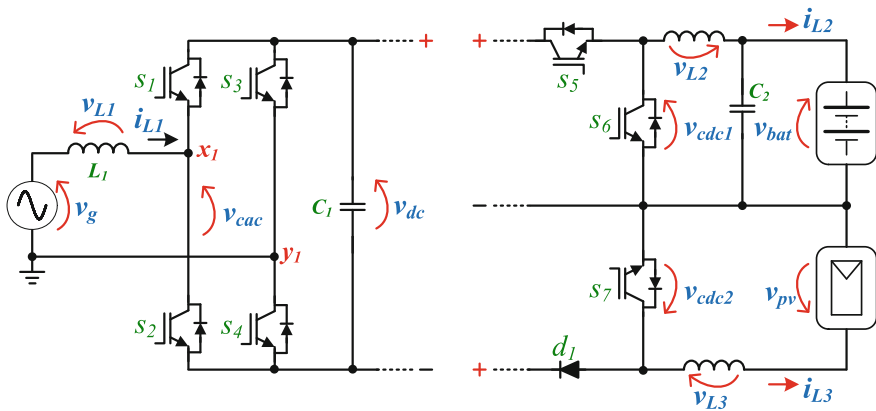 +
+
s1
s3
s5
vL2
iL2
vL1
iL1
C2
s6
vcdc1
vbat
x1
L1
vg
vcac
C1
vdc
−
y1
s7
vcdc2
vpv
s2
s4
d1
−
+
vL3
iL3